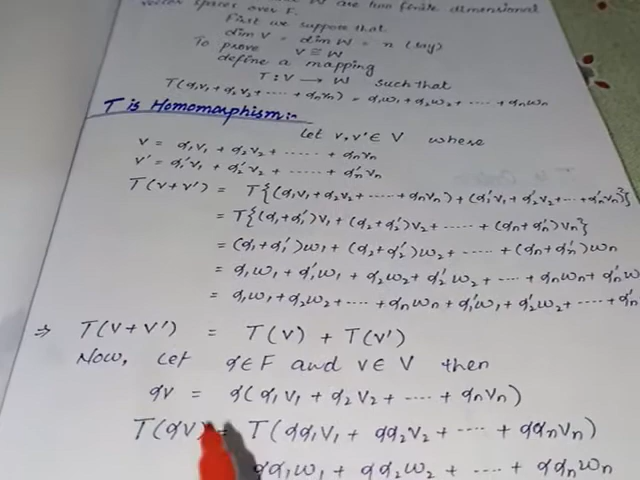 W are two finite dimensional
vector spaces over F.
First we suppose that
dim V = dim W = n (say)
To prove V ≅ W
define a mapping
T : V → W such that
T(α₁v₁ + α₂v₂ + ---- + αₙvₙ) = α₁w₁ + α₂w₂ + ---- + αₙwₙ
T is Homomorphism:-
Let v, v' ∈ V where
v = α₁v₁ + α₂v₂ + ------ + αₙvₙ
v' = α₁'v₁ + α₂'v₂ + ------ + αₙ'vₙ
T(v+v') = T{(α₁v₁ + α₂v₂ + ---- + αₙvₙ) + (α₁'v₁ + α₂'v₂ + --- + αₙ'vₙ)}
= T{(α₁+α₁')v₁ + (α₂+α₂')v₂ + ---- + (αₙ+αₙ')vₙ}
= (α₁+α₁')w₁ + (α₂+α₂')w₂ + ---- + (αₙ+αₙ')wₙ
= α₁w₁ + α₁'w₁ + α₂w₂ + α₂'w₂ + ---- + αₙwₙ + αₙ'w
= α₁w₁ + α₂w₂ + ---- + αₙwₙ + α₁'w₁ + α₂'w₂ + ---- + αₙ'
⇒ T(v+v') = T(v) + T(v')
Now, Let α∈F and v∈V then
αv = α(α₁v₁ + α₂v₂ + ---- + αₙvₙ)
T(αv) = T(αα₁v₁ + αα₂v₂ + ---- + ααₙvₙ)
αα₁w₁ + αα₂w₂ + ---- + ααₙwₙ